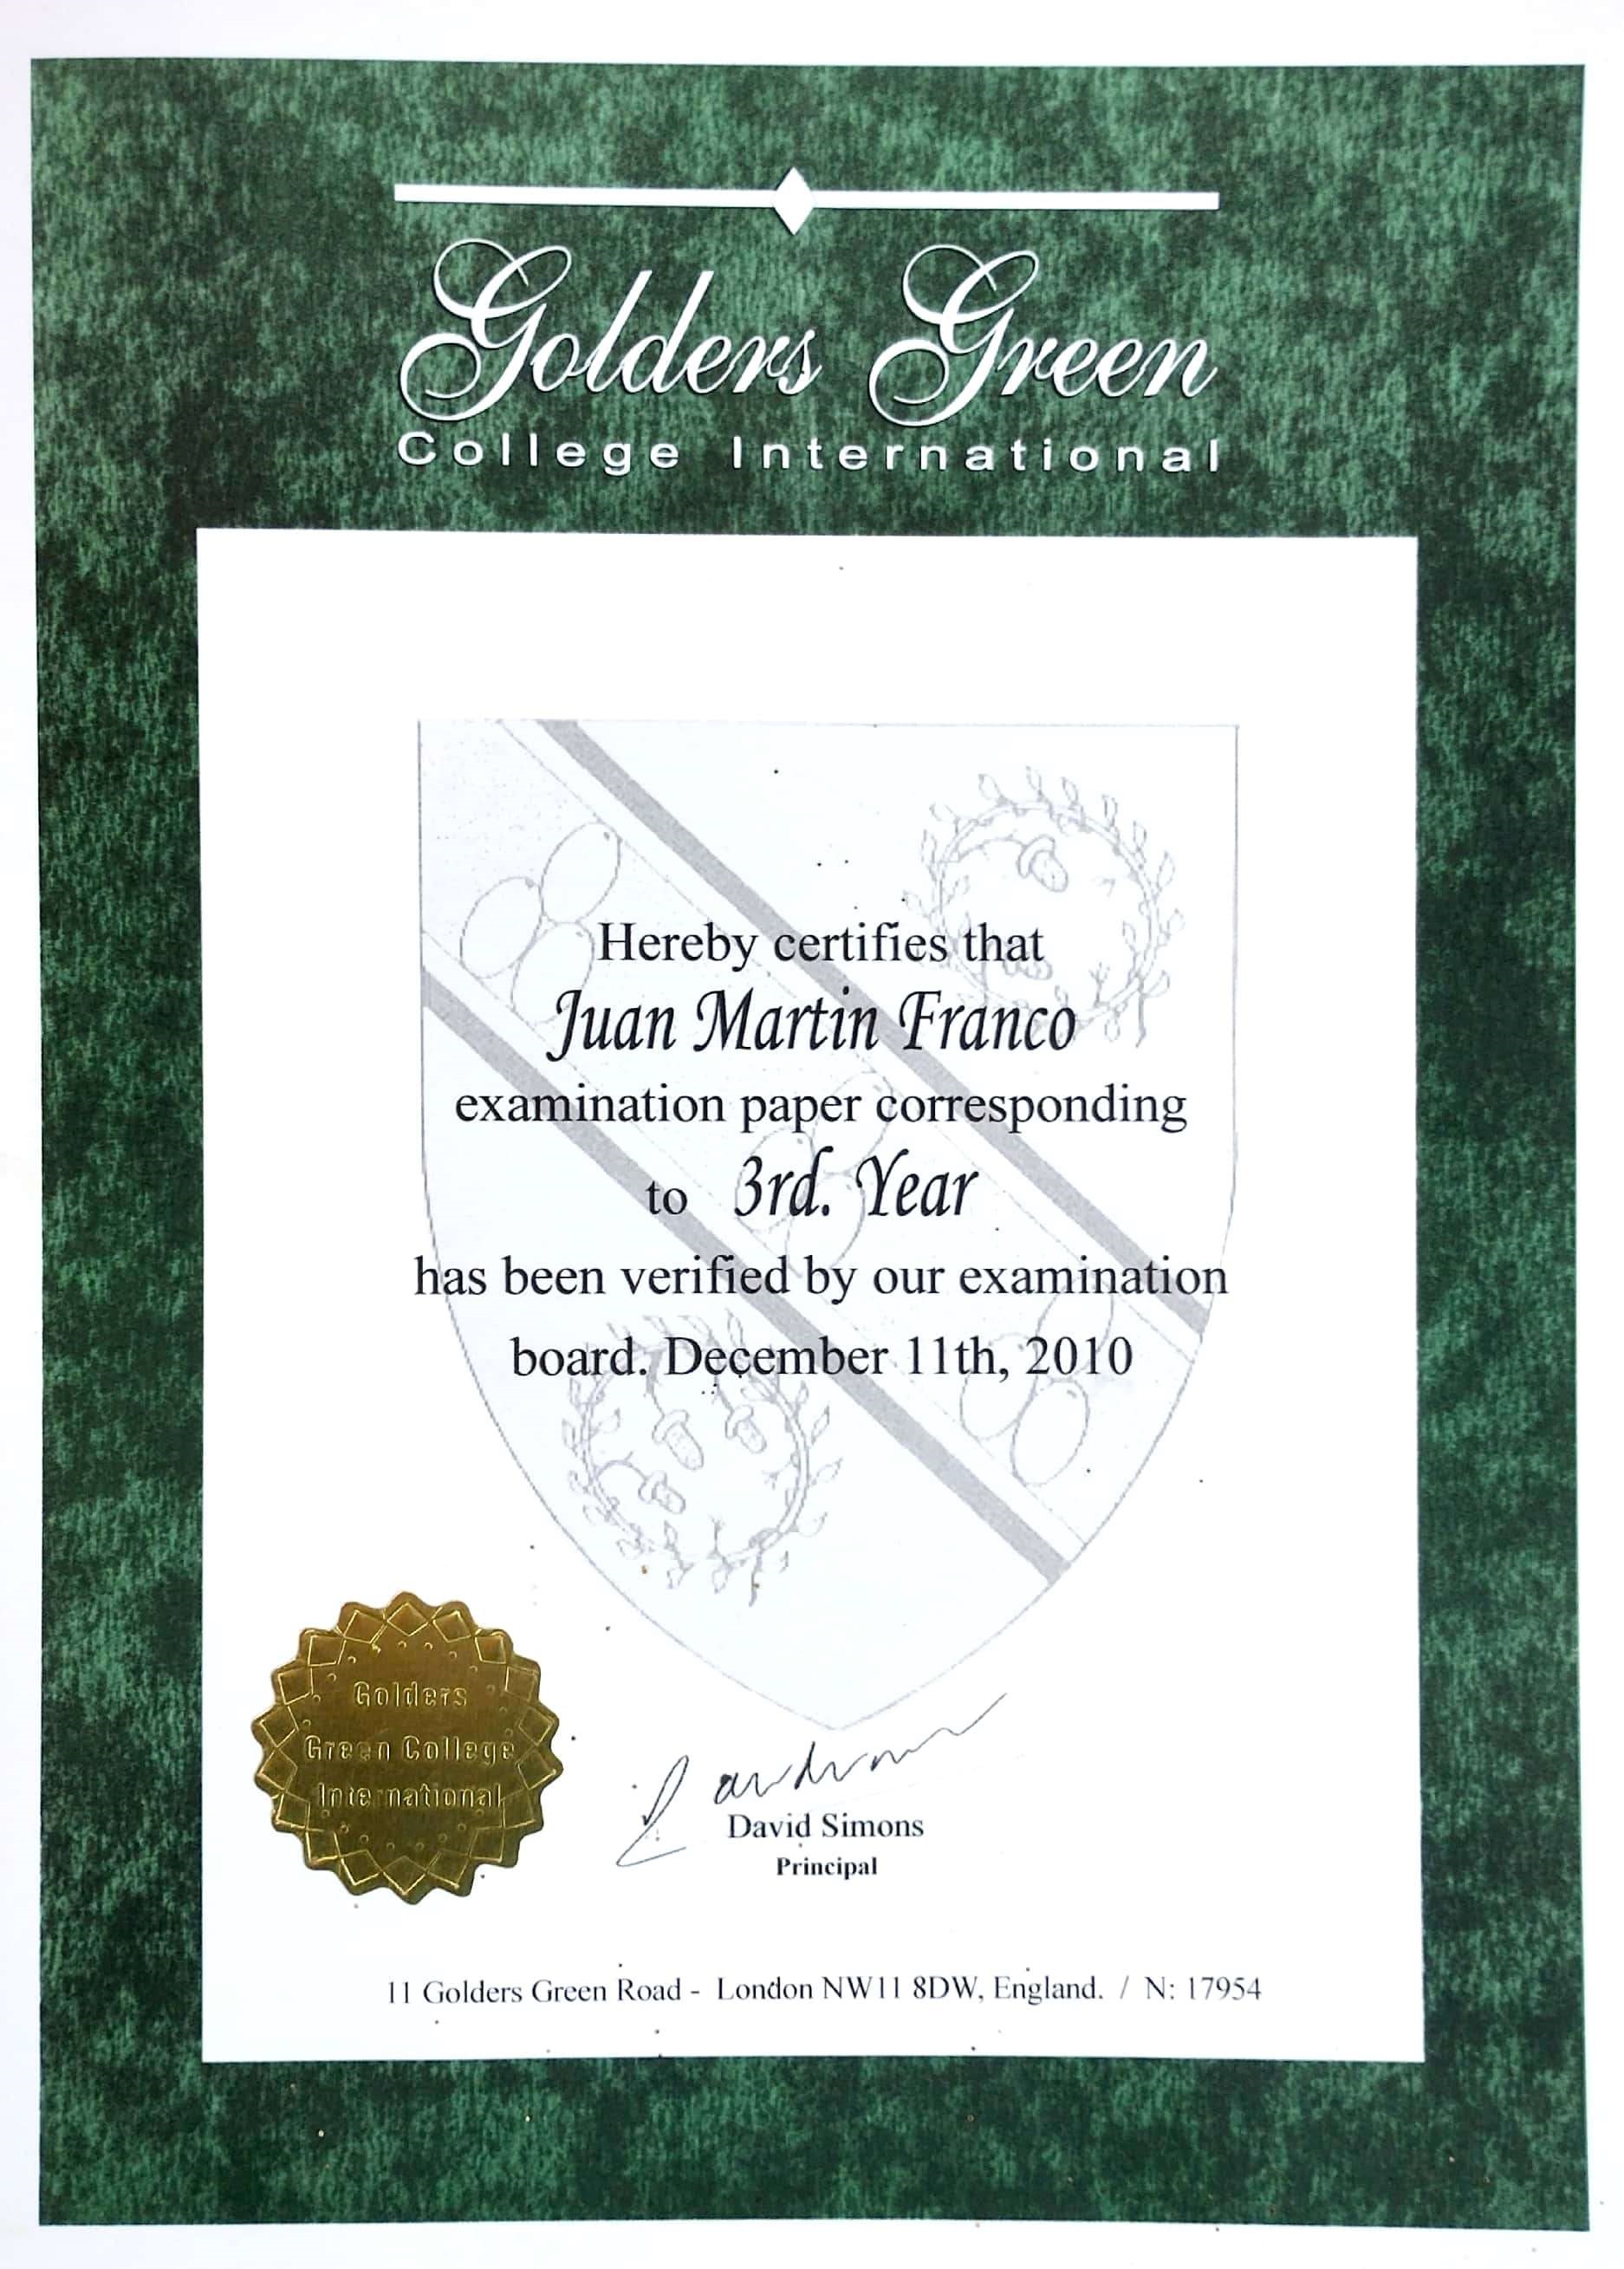 Golders Green
College International
Hereby certifies that
Juan Martin Franco
examination paper corresponding
to 3rd. Year
has been verified by our examination
board. December 11th, 2010
Golders
Green College
International
David Simons
Principal
11 Golders Green Road - London NW11 8DW, England. / N: 17954